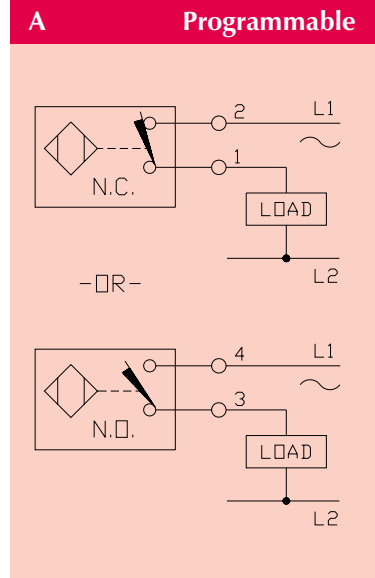 A Programmable
2 L1
1
N.C.
LOAD
-OR-
L2
4 L1
3
N.O.
LOAD
L2